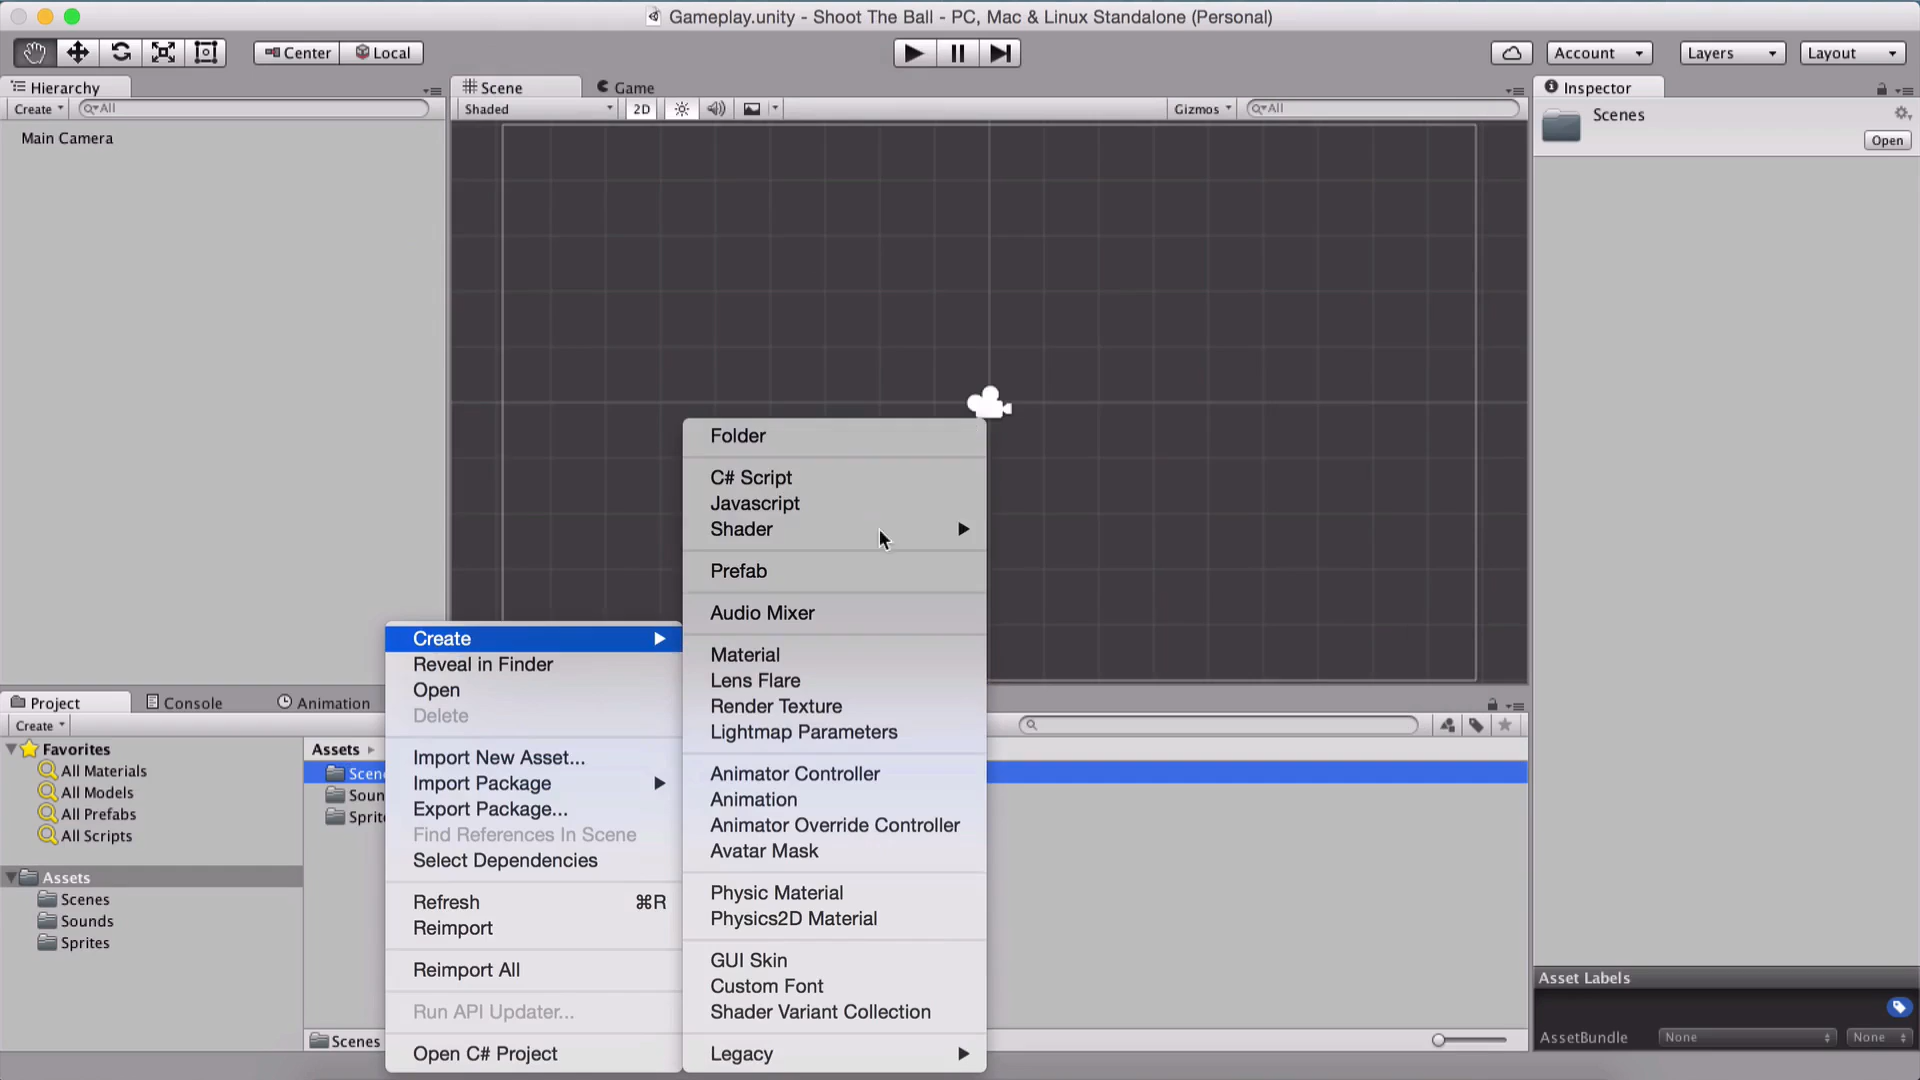 Gameplay.unity - Shoot The Ball - PC, Mac & Linux Standalone (Personal)
Center Local Account Layers Layout
Hierarchy
Create All
Main Camera
Scene Game
Shaded 2D Gizmos All
Inspector
Scenes
Open
Folder
C# Script
Javascript
Shader
Prefab
Audio Mixer
Material
Lens Flare
Render Texture
Lightmap Parameters
Animator Controller
Animation
Animator Override Controller
Avatar Mask
Physic Material
Physics2D Material
GUI Skin
Custom Font
Shader Variant Collection
Legacy
Create
Reveal in Finder
Open
Delete
Import New Asset...
Import Package
Export Package...
Find References In Scene
Select Dependencies
Refresh ⌘R
Reimport
Reimport All
Run API Updater...
Open C# Project
Project Console Animation
Create
Favorites
All Materials
All Models
All Prefabs
All Scripts
Assets
Scenes
Sounds
Sprites
Assets
Scene
Soun
Sprite
Scenes
Asset Labels
AssetBundle None None